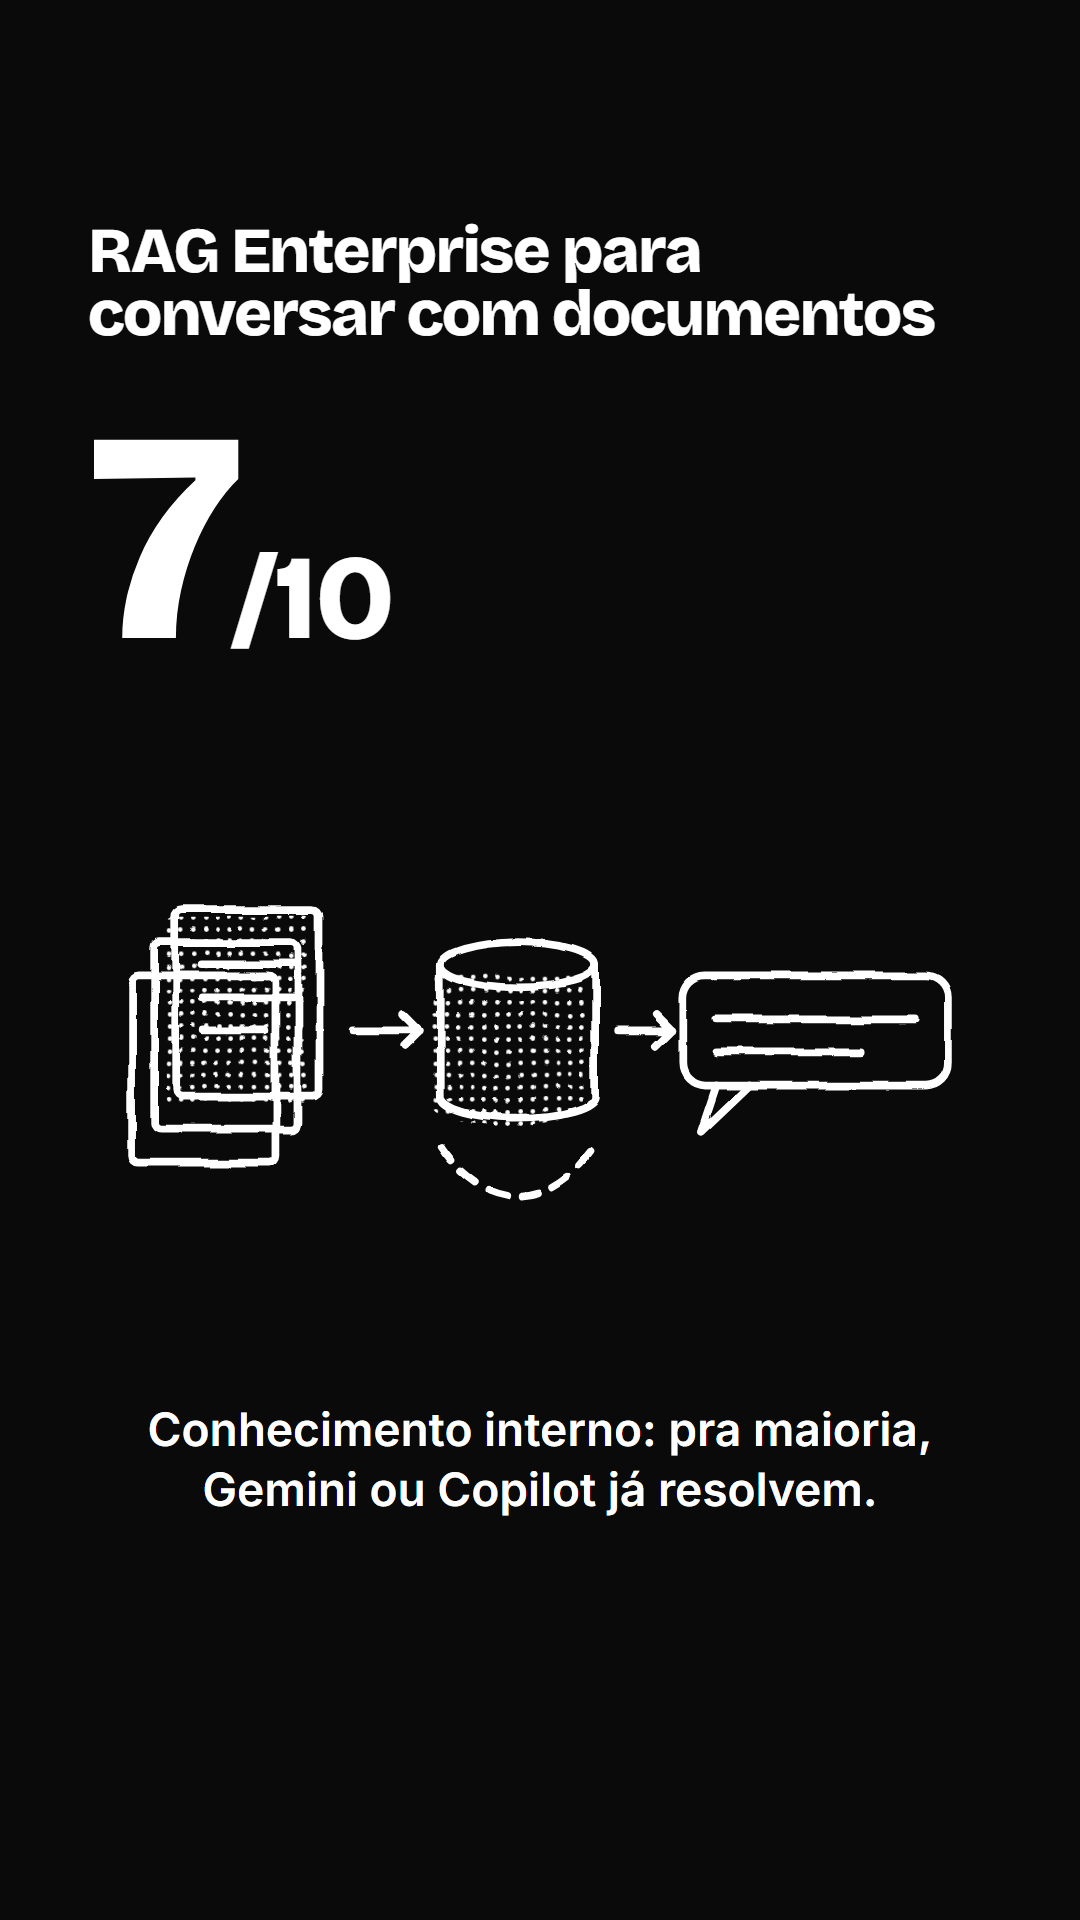 RAG Enterprise para
conversar com documentos
7/10
Conhecimento interno: pra maioria,
Gemini ou Copilot já resolvem.